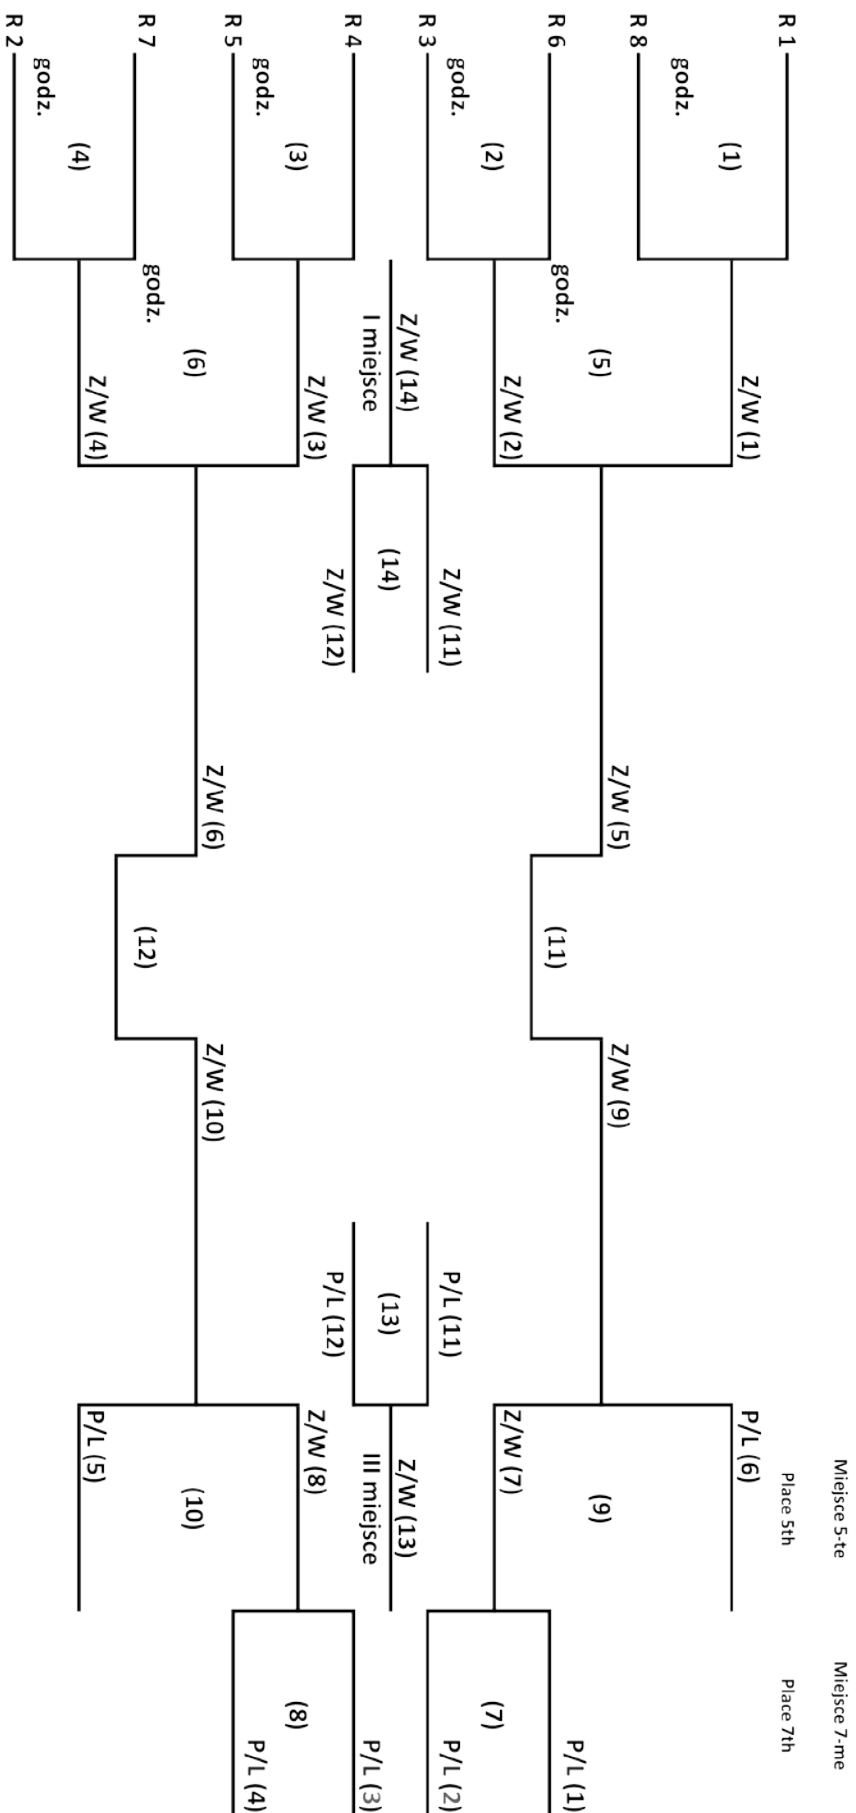 Miejsce 5-te
Miejsce 7-me
Place 5th
Place 7th
R 1
(1)
godz.
Z/W (1)
P/L (6)
R 8
(5)
Z/W (5)
Z/W (9)
(9)
P/L (1)
R 6
godz.
(11)
(2)
Z/W (2)
Z/W (7)
(7)
godz.
R 3
Z/W (11)
P/L (11)
P/L (2)
Z/W (14)
I miejsce
(14)
(13)
Z/W (13)
III miejsce
R 4
Z/W (12)
P/L (12)
P/L (3)
(3)
Z/W (3)
Z/W (8)
(8)
godz.
R 5
P/L (4)
(6)
Z/W (6)
Z/W (10)
(10)
R 7
godz.
(12)
(4)
Z/W (4)
P/L (5)
godz.
R 2